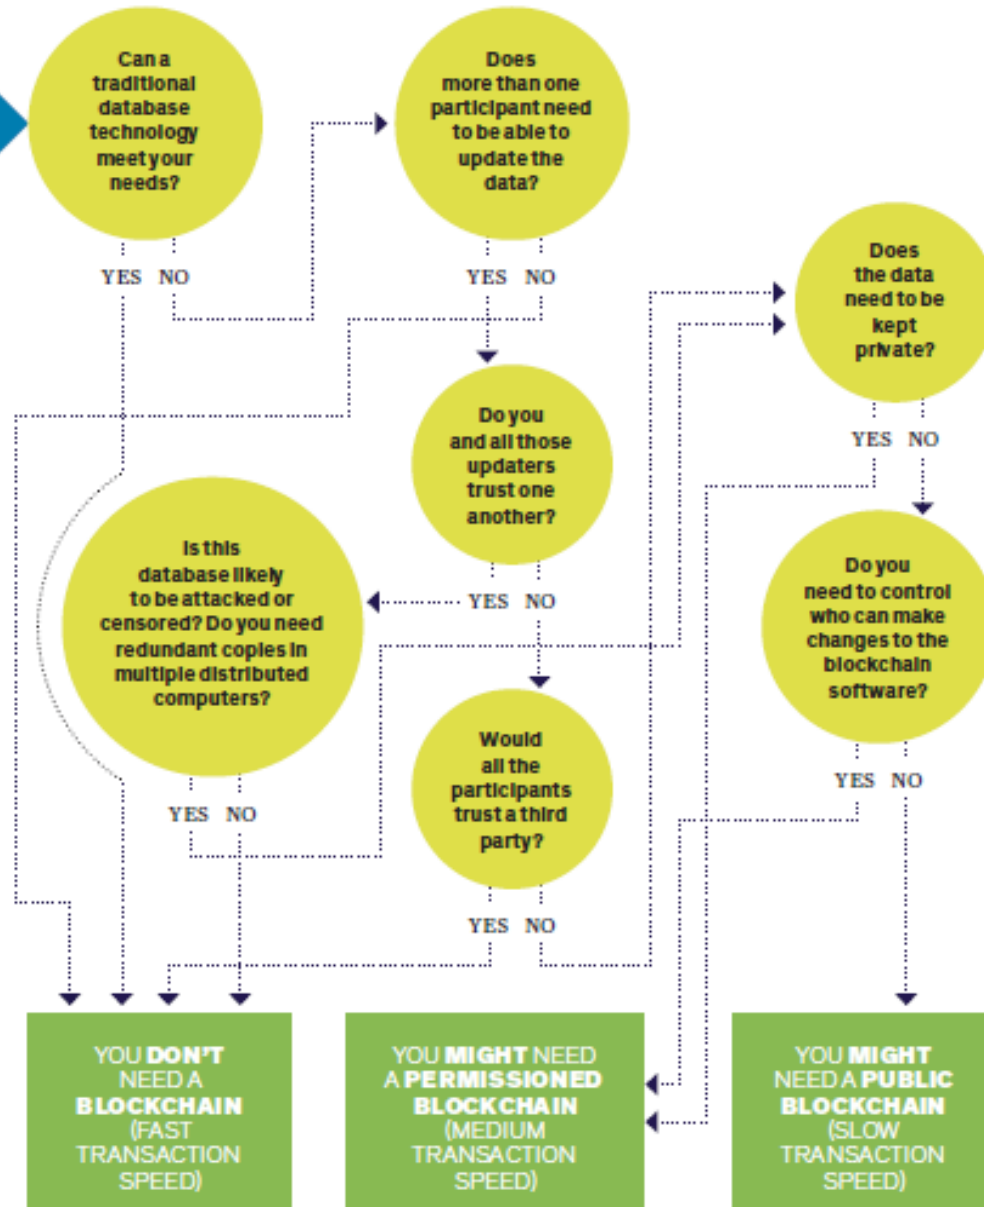 Can a
traditional
database
technology
meet your
needs?
YES NO
Does
more than one
participant need
to be able to
update the
data?
YES NO
Does
the data
need to be
kept
private?
YES NO
Do you
and all those
updaters
trust one
another?
YES NO
Is this
database likely
to be attacked or
censored? Do you need
redundant copies in
multiple distributed
computers?
YES NO
Do you
need to control
who can make
changes to the
blockchain
software?
YES NO
Would
all the
participants
trust a third
party?
YES NO
YOU DON'T
NEED A
BLOCKCHAIN
(FAST
TRANSACTION
SPEED)
YOU MIGHT NEED
A PERMISSIONED
BLOCKCHAIN
(MEDIUM
TRANSACTION
SPEED)
YOU MIGHT
NEED A PUBLIC
BLOCKCHAIN
(SLOW
TRANSACTION
SPEED)